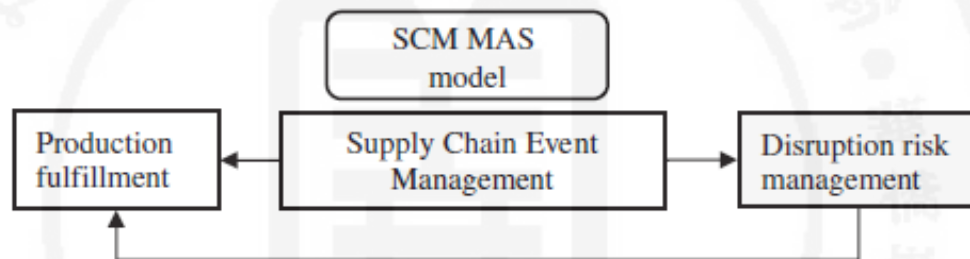 SCM MAS
model
Production
fulfillment
Supply Chain Event
Management
Disruption risk
management